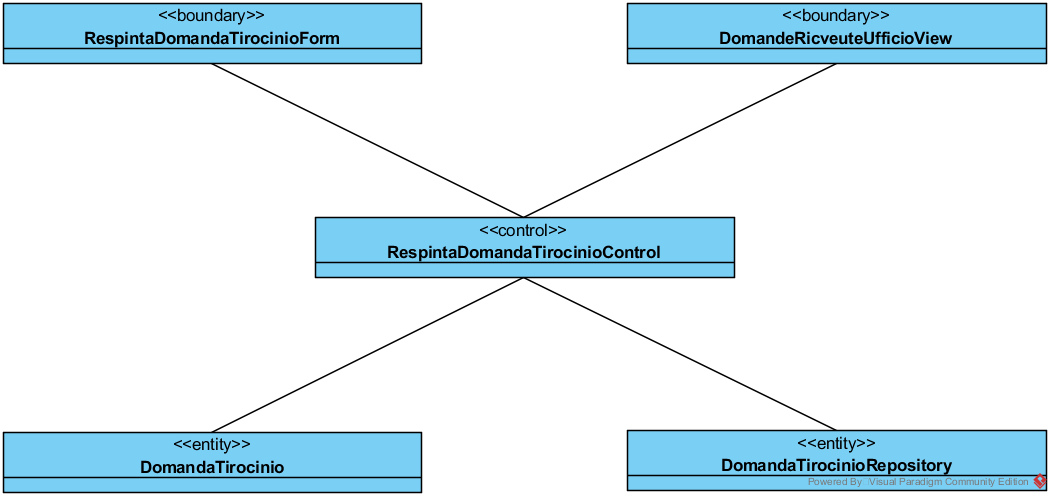 <<boundary>>
RespintaDomandaTirocinioForm
<<boundary>>
DomandeRicveuteUfficioView
<<control>>
RespintaDomandaTirocinioControl
<<entity>>
DomandaTirocinio
<<entity>>
DomandaTirocinioRepository
Powered By Visual Paradigm Community Edition